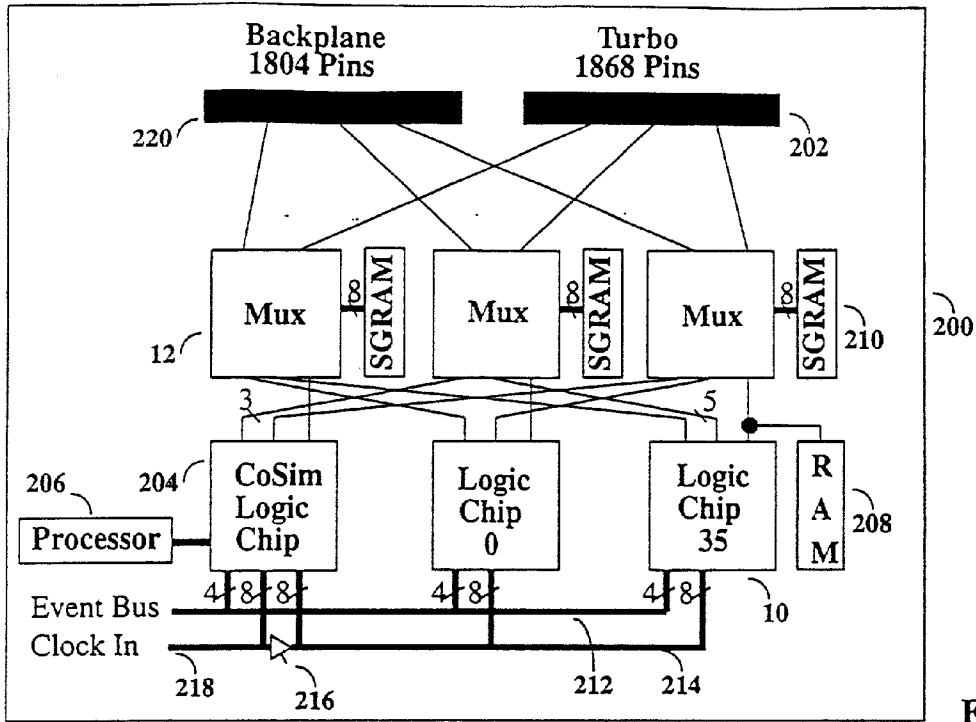 Backplane
1804 Pins
Turbo
1868 Pins
220
202
Mux
8
SGRAM
Mux
8
SGRAM
Mux
8
SGRAM
12
210
200
3
5
204
CoSim
Logic
Chip
Logic
Chip
0
Logic
Chip
35
RAM
208
206
Processor
4
8
8
4
8
4
8
10
Event Bus
Clock In
218
216
212
214